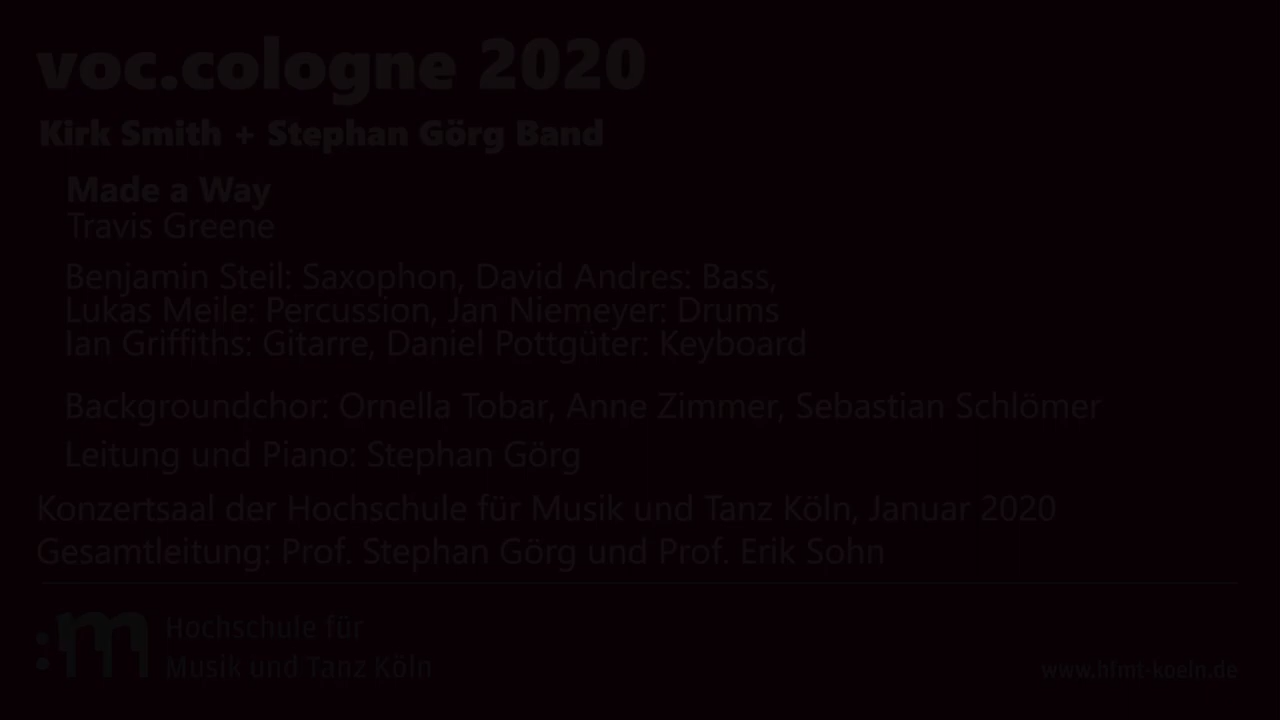 voc.cologne 2020
Kirk Smith + Stephan Görg Band
Made a Way
Travis Greene
Benjamin Steil: Saxophon, David Andres: Bass,
Lukas Meile: Percussion, Jan Niemeyer: Drums
Ian Griffiths: Gitarre, Daniel Pottgüter: Keyboard
Backgroundchor: Ornella Tobar, Anne Zimmer, Sebastian Schlömer
Leitung und Piano: Stephan Görg
Konzertsaal der Hochschule für Musik und Tanz Köln, Januar 2020
Gesamtleitung: Prof. Stephan Görg und Prof. Erik Sohn
:m Hochschule für
Musik und Tanz Köln
www.hfmt-koeln.de